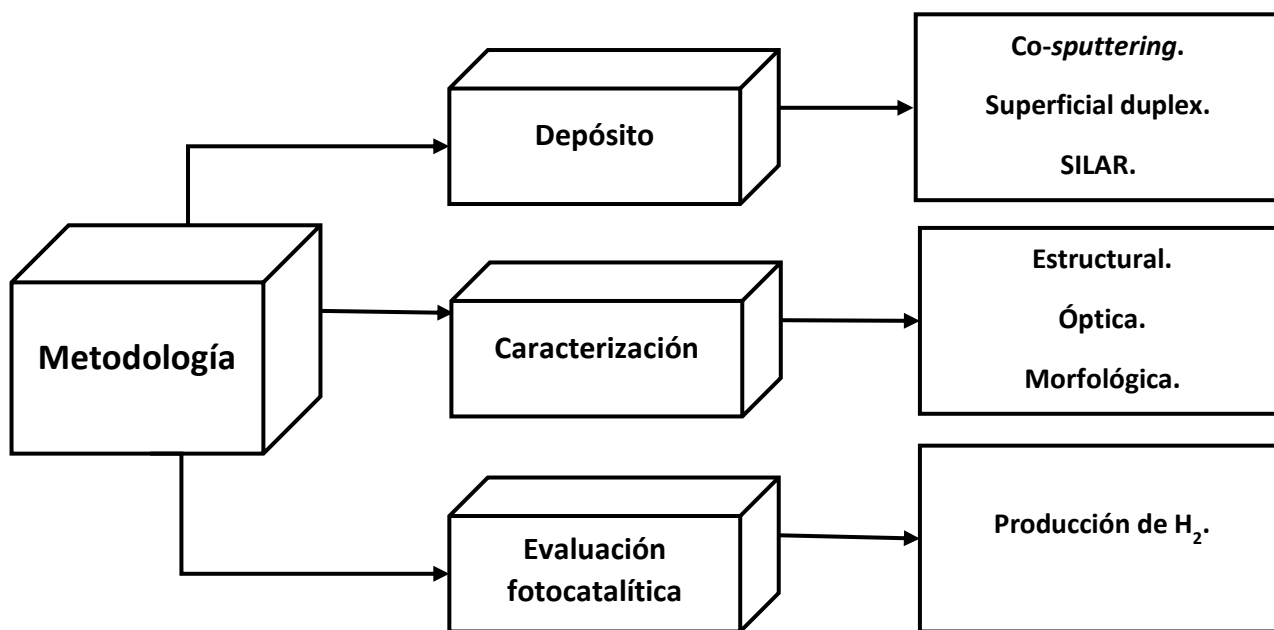 Metodología
Depósito
Co-sputtering.
Superficial duplex.
SILAR.
Caracterización
Estructural.
Óptica.
Morfológica.
Evaluación
fotocatalítica
Producción de H₂.